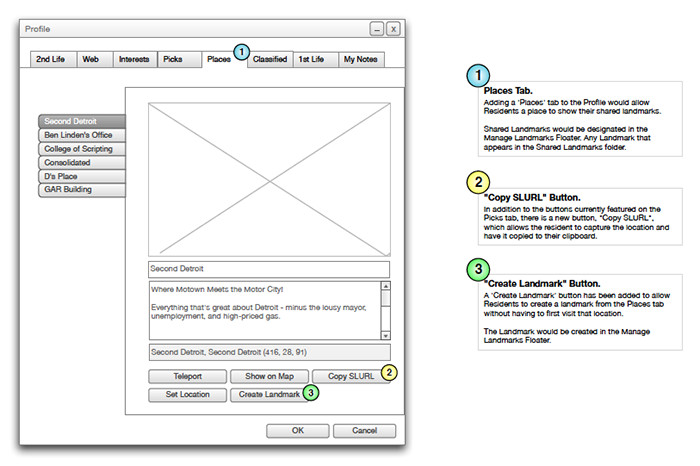 Profile
2nd Life
Web
Interests
Picks
Places
1
Classified
1st Life
My Notes
Second Detroit
Ben Linden's Office
College of Scripting
Consolidated
D's Place
GAR Building
Second Detroit
Where Motown Meets the Motor City!
Everything that's great about Detroit - minus the lousy mayor,
unemployment, and high-priced gas.
Second Detroit, Second Detroit (416, 28, 91)
Teleport
Show on Map
Copy SLURL
2
Set Location
Create Landmark
3
OK
Cancel
1
Places Tab.
Adding a 'Places' tab to the Profile would allow
Residents a place to show their shared landmarks.
Shared Landmarks would be designated in the
Manage Landmarks Floater. Any Landmark that
appears in the Shared Landmarks folder.
2
"Copy SLURL" Button.
In addition to the buttons currently featured on the
Picks tab, there is a new button, "Copy SLURL",
which allows the resident to capture the location and
have it copied to their clipboard.
3
"Create Landmark" Button.
A 'Create Landmark' button has been added to allow
Residents to create a landmark from the Places tab
without having to first visit that location.
The Landmark would be created in the Manage
Landmarks Floater.